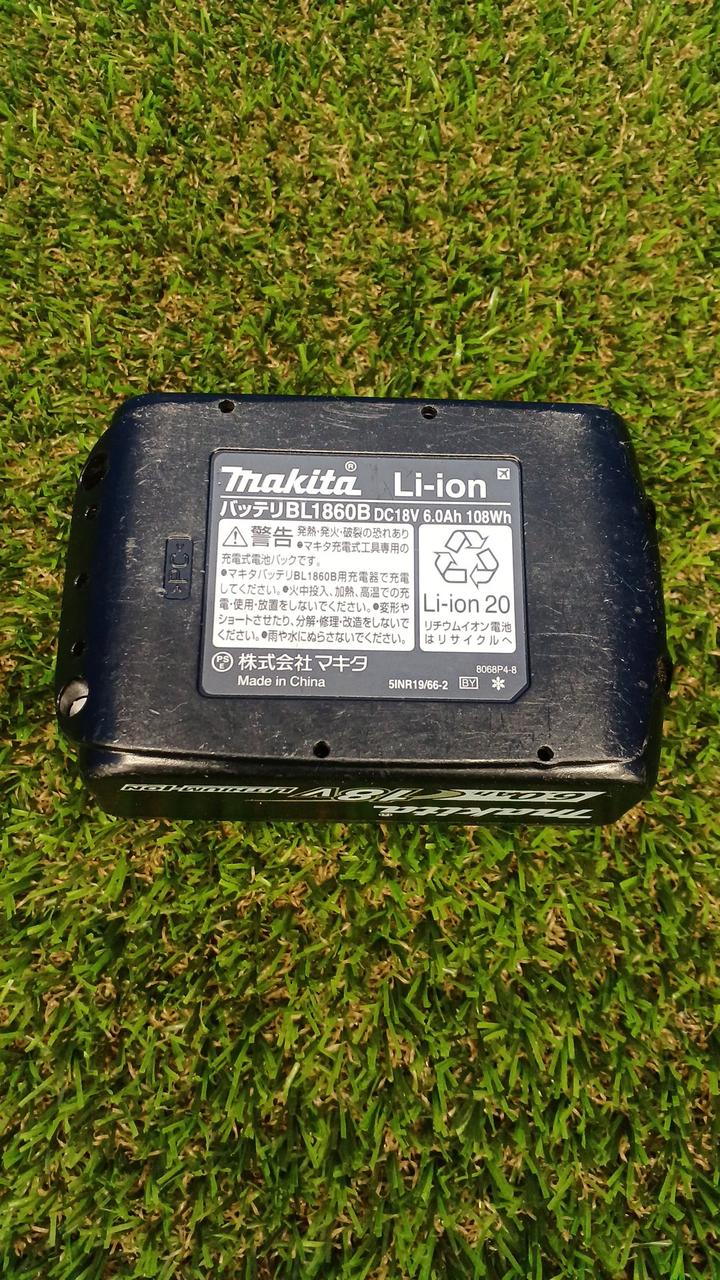 makita® Li-ion
バッテリBL1860B DC18V 6.0Ah 108Wh
警告 発熱・発火・破裂の恐れあり
●マキタ充電式工具専用の
充電式電池パックです。
●マキタバッテリBL1860B用充電器で充電
してください。●火中投入、加熱、高温での充
電・使用・放置をしないでください。●変形や
ショートさせたり、分解・修理・改造をしないで
ください。●雨や水にぬらさないでください。
Li-ion 20
リチウムイオン電池
はリサイクルへ
PS 株式会社マキタ
8068P4-8
Made in China
5INR19/66-2 BY
>PC<
6.0Ah 18V LITHIUM-ION
makita®